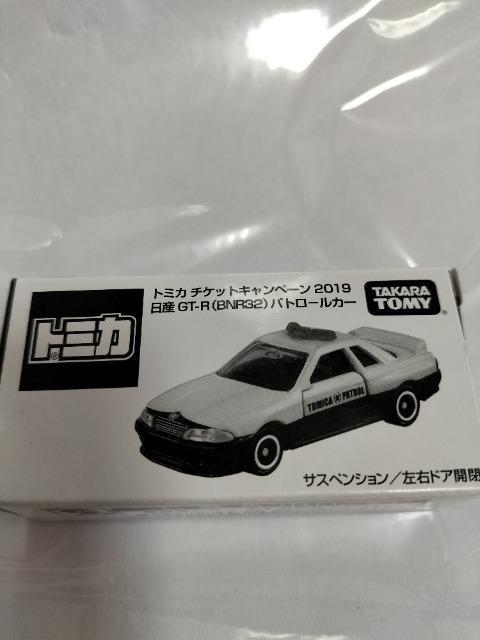 トミカ チケットキャンペーン 2019
日産 GT-R（BNR32）パトロールカー
TAKARA
TOMY
トミカ
TOMICA PATROL
サスペンション／左右ドア開閉